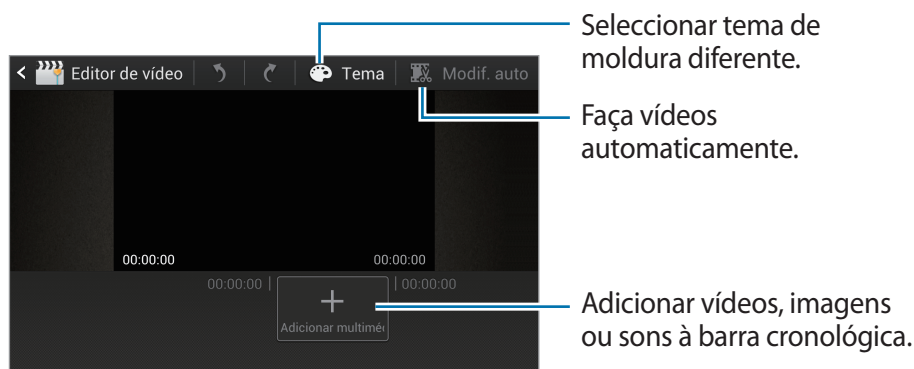 Seleccionar tema de
moldura diferente.
Editor de vídeo
Tema
Modif. auto
Faça vídeos
automaticamente.
00:00:00
00:00:00
00:00:00
00:00:00
Adicionar multiméd
Adicionar vídeos, imagens
ou sons à barra cronológica.